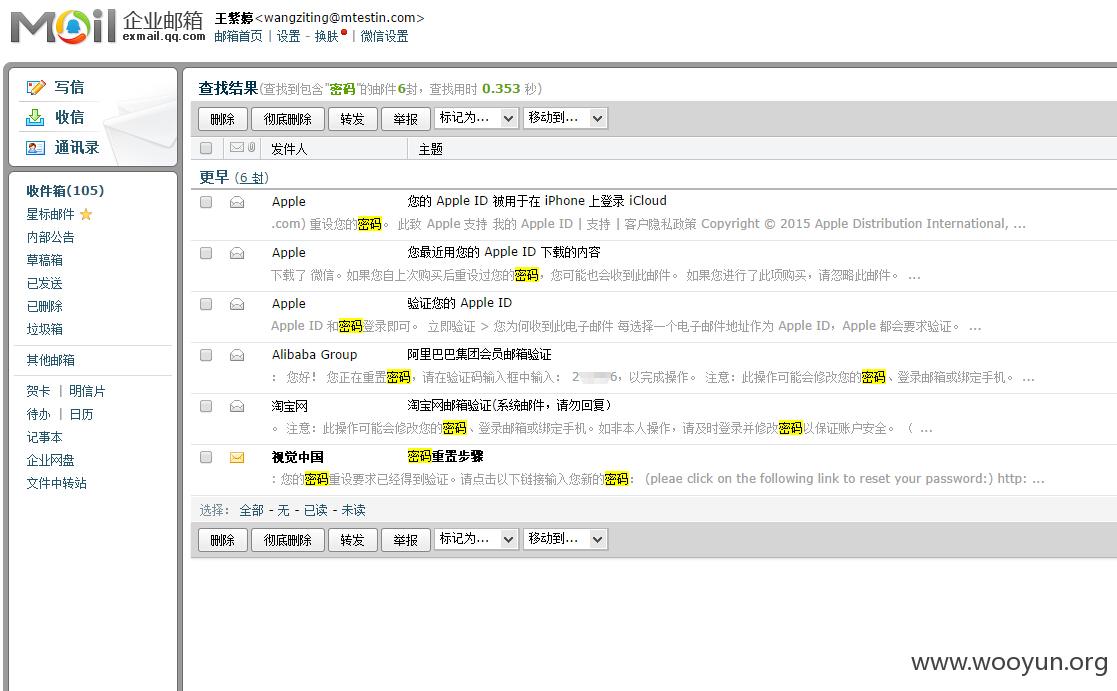 Mail 企业邮箱 exmail.qq.com
王紫婷<wangziting@mtestin.com>
邮箱首页 | 设置 - 换肤 | 微信设置
写信
收信
通讯录
收件箱(105)
星标邮件
内部公告
草稿箱
已发送
已删除
垃圾箱
其他邮箱
贺卡 | 明信片
待办 | 日历
记事本
企业网盘
文件中转站
查找结果(查找到包含"密码"的邮件6封，查找用时 0.353 秒)
删除 彻底删除 转发 举报 标记为... 移动到...
发件人 主题
更早 (6 封)
Apple 您的 Apple ID 被用于在 iPhone 上登录 iCloud
.com) 重设您的密码。 此致 Apple 支持 我的 Apple ID | 支持 | 客户隐私政策 Copyright © 2015 Apple Distribution International, ...
Apple 您最近用您的 Apple ID 下载的内容
下载了 微信。如果您自上次购买后重设过您的密码，您可能也会收到此邮件。 如果您进行了此项购买，请忽略此邮件。 ...
Apple 验证您的 Apple ID
Apple ID 和密码登录即可。 立即验证 > 您为何收到此电子邮件 每选择一个电子邮件地址作为 Apple ID，Apple 都会要求验证。 ...
Alibaba Group 阿里巴巴集团会员邮箱验证
： 您好！ 您正在重置密码，请在验证码输入框中输入： 2 6，以完成操作。 注意：此操作可能会修改您的密码、登录邮箱或绑定手机。 ...
淘宝网 淘宝网邮箱验证(系统邮件，请勿回复)
。 注意：此操作可能会修改您的密码、登录邮箱或绑定手机。如非本人操作，请及时登录并修改密码以保证账户安全。 （ ...
视觉中国 密码重置步骤
：您的密码重设要求已经得到验证。请点击以下链接输入您新的密码： (pleae click on the following link to reset your password:) http: ...
选择： 全部 - 无 - 已读 - 未读
删除 彻底删除 转发 举报 标记为... 移动到...
www.wooyun.org